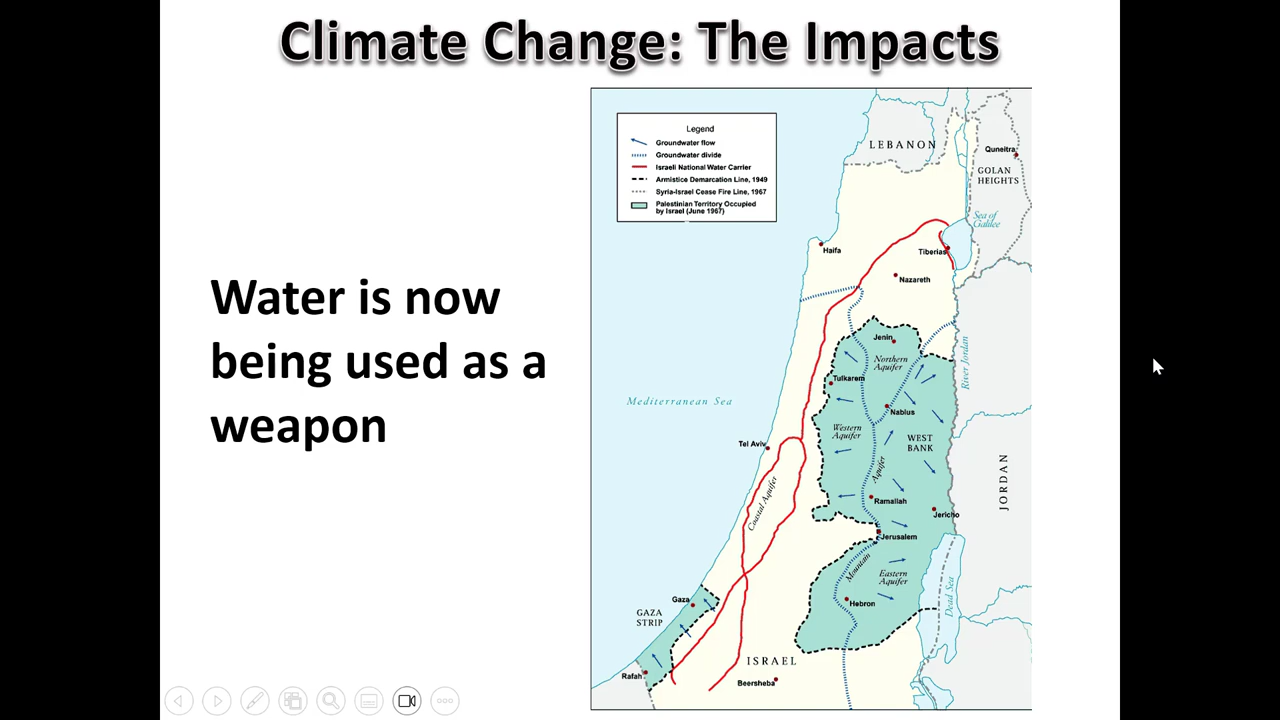 Climate Change: The Impacts
Water is now
being used as a
weapon
Legend
Groundwater flow
Groundwater divide
Israeli National Water Carrier
Armistice Demarcation Line, 1949
Syria-Israel Cease Fire Line, 1967
Palestinian Territory Occupied
by Israel (June 1967)
LEBANON
Quneitra
GOLAN
HEIGHTS
Sea of
Galilee
Haifa
Tiberias
Nazareth
Jenin
Northern
Aquifer
River Jordan
Tulkarem
Mediterranean Sea
Nablus
Western
Aquifer
WEST
BANK
Tel Aviv
Aquifer
JORDAN
Coastal Aquifer
Ramallah
Jericho
Jerusalem
Mountain
Eastern
Aquifer
Dead Sea
Gaza
Hebron
GAZA
STRIP
ISRAEL
Rafah
Beersheba